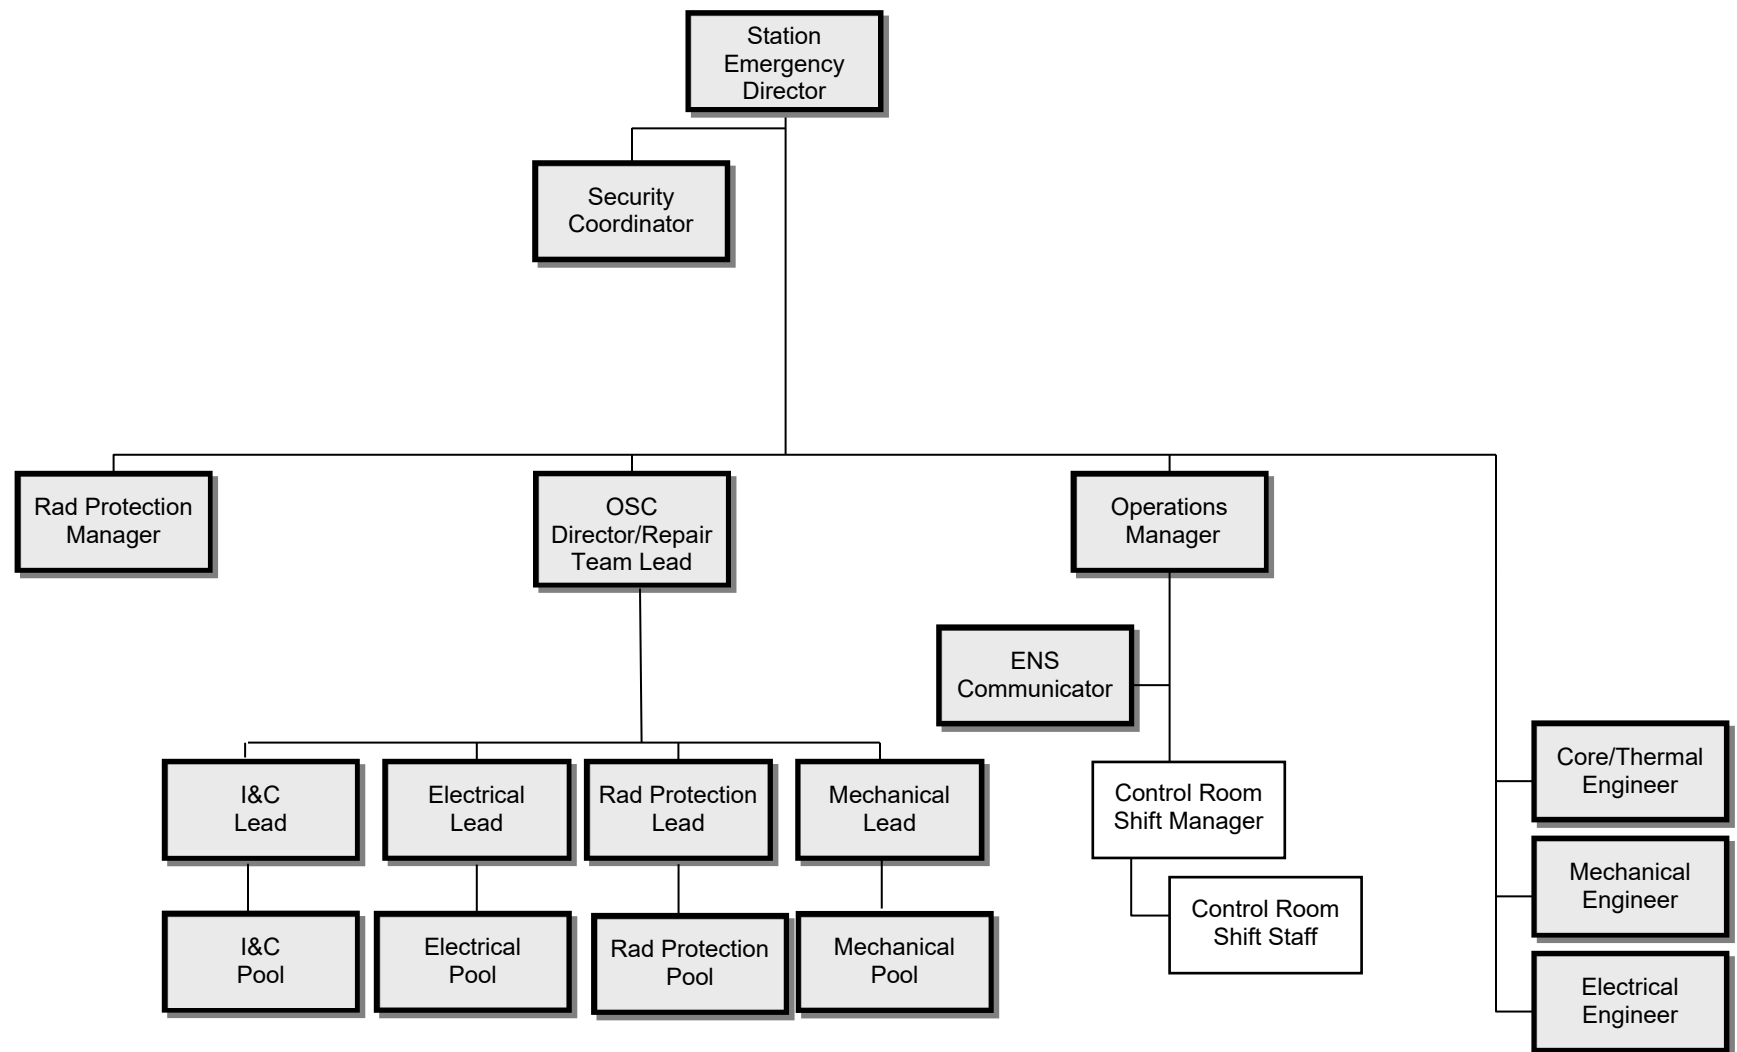 Station
Emergency
Director
Security
Coordinator
Rad Protection
Manager
OSC
Director/Repair
Team Lead
Operations
Manager
ENS
Communicator
Core/Thermal
Engineer
I&C
Lead
Electrical
Lead
Rad Protection
Lead
Mechanical
Lead
Control Room
Shift Manager
Mechanical
Engineer
Control Room
Shift Staff
I&C
Pool
Electrical
Pool
Rad Protection
Pool
Mechanical
Pool
Electrical
Engineer